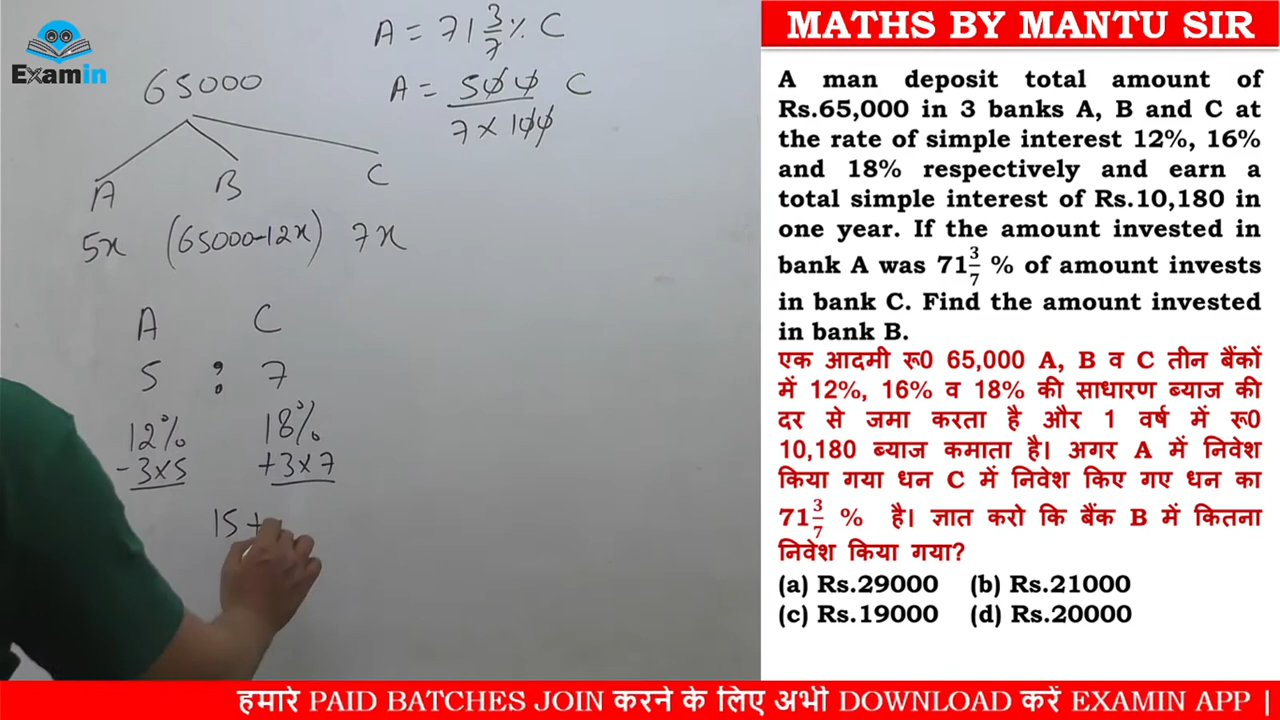 Examin
65000
A B C
5x (65000-12x) 7x
A C
5 : 7
12% 18%
-3×5 +3×7
15+
A = 71 3/7 % C
A = 500/7×100 C
MATHS BY MANTU SIR
A man deposit total amount of
Rs.65,000 in 3 banks A, B and C at
the rate of simple interest 12%, 16%
and 18% respectively and earn a
total simple interest of Rs.10,180 in
one year. If the amount invested in
bank A was 71 3/7 % of amount invests
in bank C. Find the amount invested
in bank B.
एक आदमी रू0 65,000 A, B व C तीन बैंकों
में 12%, 16% व 18% की साधारण ब्याज की
दर से जमा करता है और 1 वर्ष में रू0
10,180 ब्याज कमाता है। अगर A में निवेश
किया गया धन C में निवेश किए गए धन का
71 3/7 % है। ज्ञात करो कि बैंक B में कितना
निवेश किया गया?
(a) Rs.29000 (b) Rs.21000
(c) Rs.19000 (d) Rs.20000
हमारे PAID BATCHES JOIN करने के लिए अभी DOWNLOAD करें EXAMIN APP |